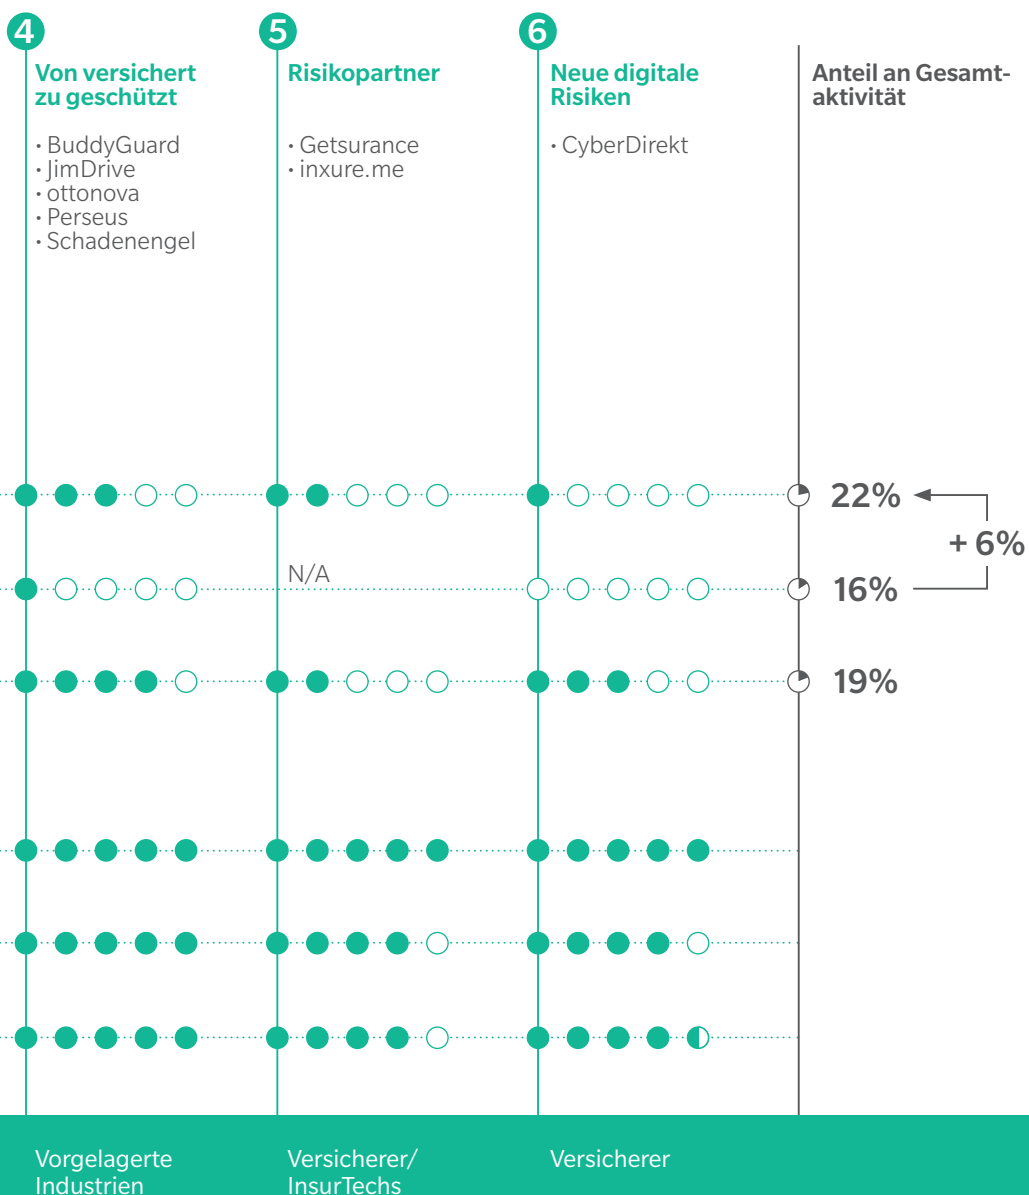 4
Von versichert
zu geschützt
· BuddyGuard
· JimDrive
· ottonova
· Perseus
· Schadenengel
5
Risikopartner
· Getsurance
· inxure.me
6
Neue digitale
Risiken
· CyberDirekt
Anteil an Gesamt-
aktivität
22%
+ 6%
N/A
16%
19%
Vorgelagerte
Industrien
Versicherer/
InsurTechs
Versicherer